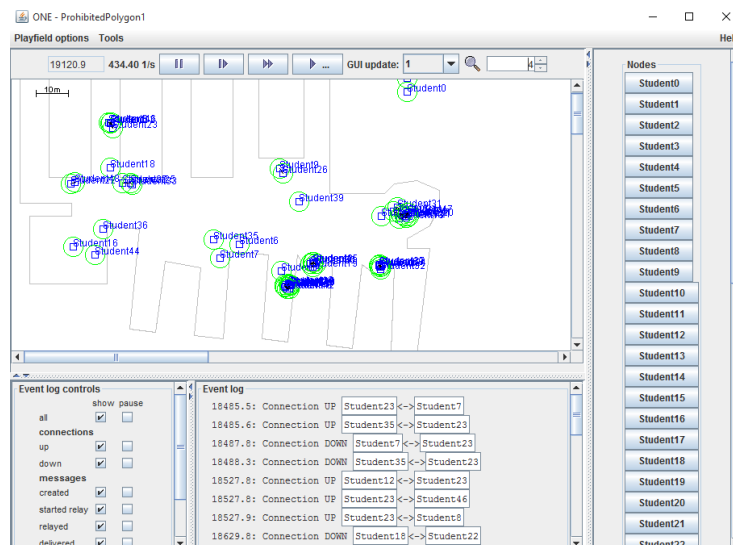 ONE - ProhibitedPolygon1
Playfield options Tools Hel
19120.9 434.40 1/s ... GUI update: 1 4
10m
Student0
Student23
Student18
Student9
Student26
Student39
Student31
Student36
Student16
Student44
Student35
Student6
Student7
Student32
Nodes
Student0
Student1
Student2
Student3
Student4
Student5
Student6
Student7
Student8
Student9
Student10
Student11
Student12
Student13
Student14
Student15
Student16
Student17
Student18
Student19
Student20
Student21
Student22
Event log controls
show pause
all
connections
up
down
messages
created
started relay
relayed
delivered
Event log
18485.5: Connection UP Student23<->Student7
18485.6: Connection UP Student35<->Student23
18487.8: Connection DOWN Student7<->Student23
18488.3: Connection DOWN Student35<->Student23
18527.8: Connection UP Student12<->Student23
18527.8: Connection UP Student23<->Student46
18527.9: Connection UP Student23<->Student8
18629.8: Connection DOWN Student18<->Student22